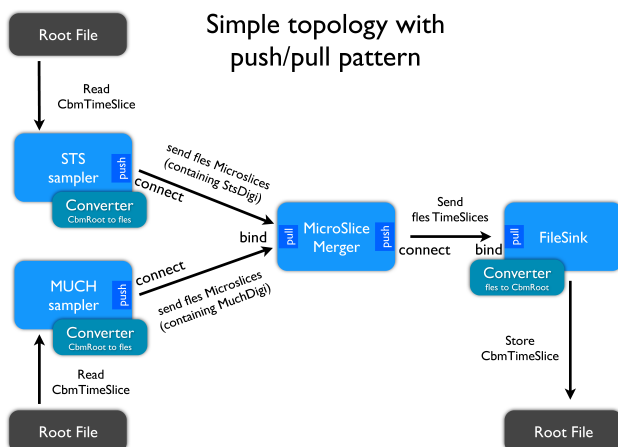 Simple topology with
push/pull pattern
Root File
Read
CbmTimeSlice
STS
sampler
push
Converter
CbmRoot to fles
connect
send fles Microslices
(containing StsDigi)
bind
pull
MicroSlice
Merger
push
connect
Send
fles TimeSlices
bind
pull
FileSink
Converter
fles to CbmRoot
MUCH
sampler
push
Converter
CbmRoot to fles
connect
send fles Microslices
(containing MuchDigi)
Read
CbmTimeSlice
Root File
Store
CbmTimeSlice
Root File